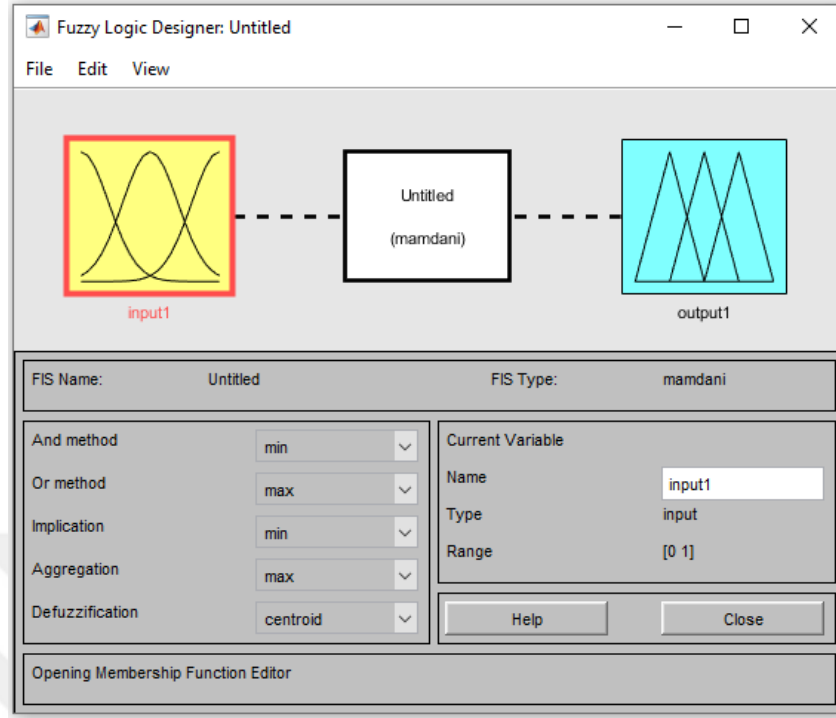 Fuzzy Logic Designer: Untitled
File Edit View
Untitled
(mamdani)
input1
output1
FIS Name: Untitled FIS Type: mamdani
And method min
Or method max
Implication min
Aggregation max
Defuzzification centroid
Current Variable
Name input1
Type input
Range [0 1]
Help Close
Opening Membership Function Editor